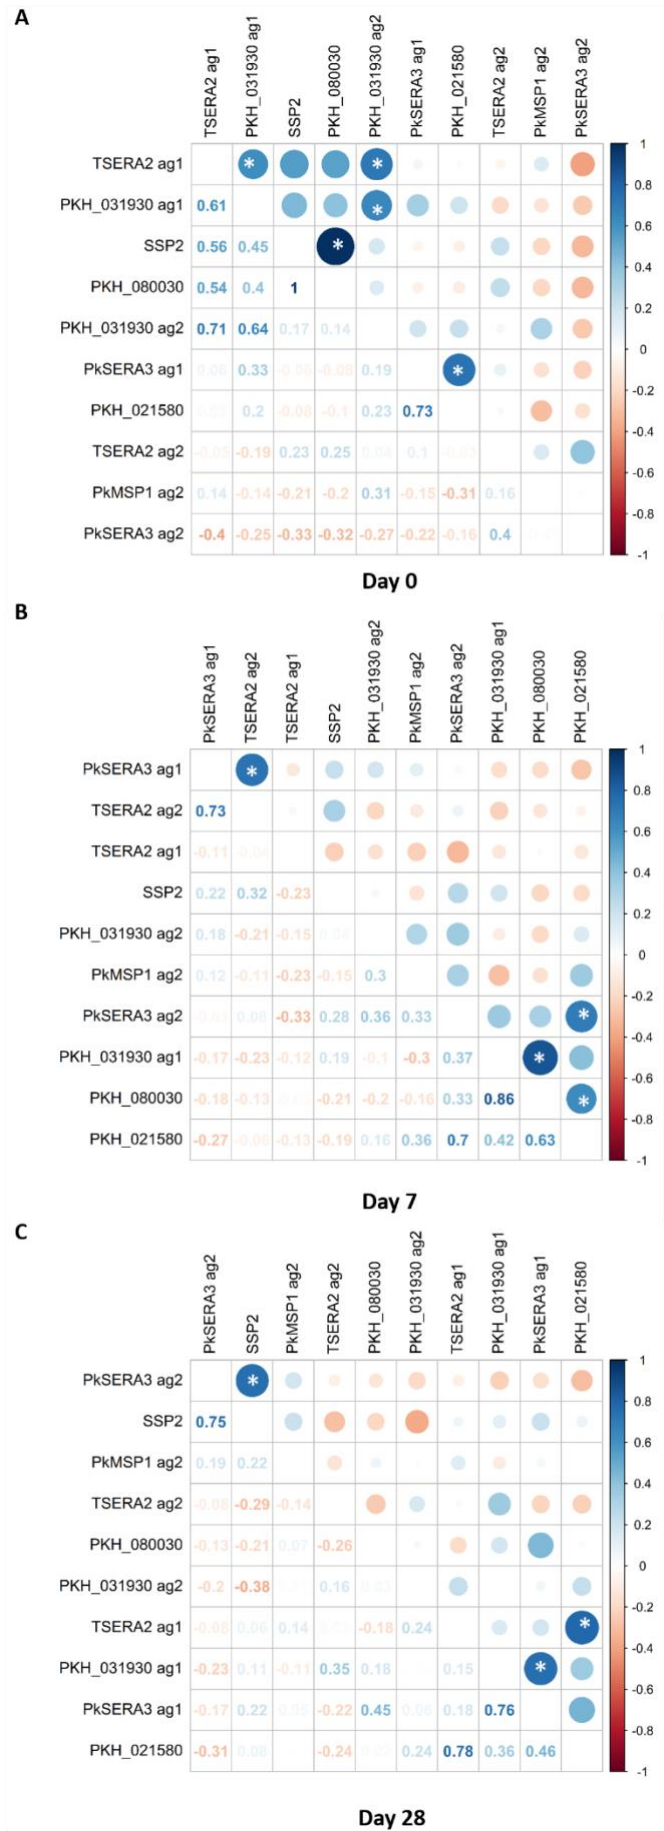 A
TSERA2 ag1 PKH_031930 ag1 SSP2 PKH_080030 PKH_031930 ag2 PkSERA3 ag1 PKH_021580 TSERA2 ag2 PkMSP1 ag2 PkSERA3 ag2
TSERA2 ag1 * *
PKH_031930 ag1 0.61 *
SSP2 0.56 0.45 *
PKH_080030 0.54 0.4 1
PKH_031930 ag2 0.71 0.64 0.17 0.14
PkSERA3 ag1 0.33 0.19 *
PKH_021580 0.2 -0.08 -0.1 0.23 0.73
TSERA2 ag2 -0.19 0.23 0.25 0.1
PkMSP1 ag2 0.14 -0.14 -0.21 -0.2 0.31 -0.15 -0.31 0.16
PkSERA3 ag2 -0.4 -0.25 -0.33 -0.32 -0.27 -0.22 -0.16 0.4
1
0.8
0.6
0.4
0.2
0
-0.2
-0.4
-0.6
-0.8
-1
Day 0
B
PkSERA3 ag1 TSERA2 ag2 TSERA2 ag1 SSP2 PKH_031930 ag2 PkMSP1 ag2 PkSERA3 ag2 PKH_031930 ag1 PKH_080030 PKH_021580
PkSERA3 ag1 *
TSERA2 ag2 0.73
TSERA2 ag1 -0.11
SSP2 0.22 0.32 -0.23
PKH_031930 ag2 0.18 -0.21 -0.15
PkMSP1 ag2 0.12 -0.11 -0.23 -0.15 0.3
PkSERA3 ag2 0.08 -0.33 0.28 0.36 0.33 *
PKH_031930 ag1 -0.17 -0.23 -0.12 0.19 -0.1 -0.3 0.37 *
PKH_080030 -0.18 -0.13 -0.21 -0.2 -0.16 0.33 0.86 *
PKH_021580 -0.27 -0.13 -0.19 0.16 0.36 0.7 0.42 0.63
1
0.8
0.6
0.4
0.2
0
-0.2
-0.4
-0.6
-0.8
-1
Day 7
C
PkSERA3 ag2 SSP2 PkMSP1 ag2 TSERA2 ag2 PKH_080030 PKH_031930 ag2 TSERA2 ag1 PKH_031930 ag1 PkSERA3 ag1 PKH_021580
PkSERA3 ag2 *
SSP2 0.75
PkMSP1 ag2 0.19 0.22
TSERA2 ag2 -0.08 -0.29 -0.14
PKH_080030 -0.13 -0.21 0.07 -0.26
PKH_031930 ag2 -0.2 -0.38 0.16
TSERA2 ag1 -0.08 0.06 0.14 -0.18 0.24 *
PKH_031930 ag1 -0.23 0.11 -0.11 0.35 0.18 0.15 *
PkSERA3 ag1 -0.17 0.22 -0.22 0.45 0.06 0.18 0.76
PKH_021580 -0.31 -0.24 0.24 0.78 0.36 0.46
1
0.8
0.6
0.4
0.2
0
-0.2
-0.4
-0.6
-0.8
-1
Day 28